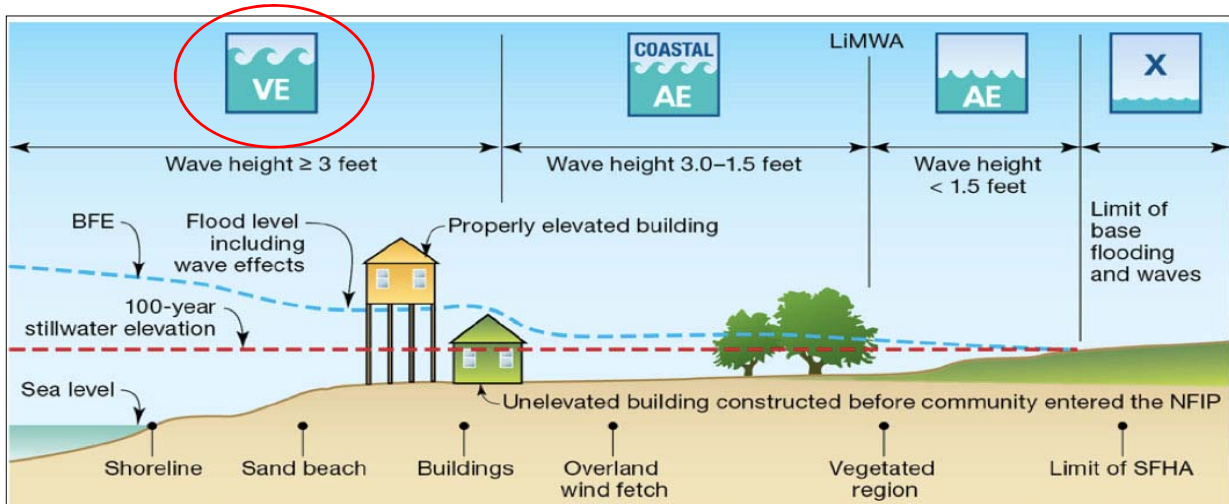 VE
COASTAL
AE
LiMWA
AE
X
Wave height ≥ 3 feet
Wave height 3.0–1.5 feet
Wave height
< 1.5 feet
BFE
Flood level
including
wave effects
Properly elevated building
Limit of
base
flooding
and waves
100-year
stillwater elevation
Sea level
Unelevated building constructed before community entered the NFIP
Shoreline
Sand beach
Buildings
Overland
wind fetch
Vegetated
region
Limit of SFHA